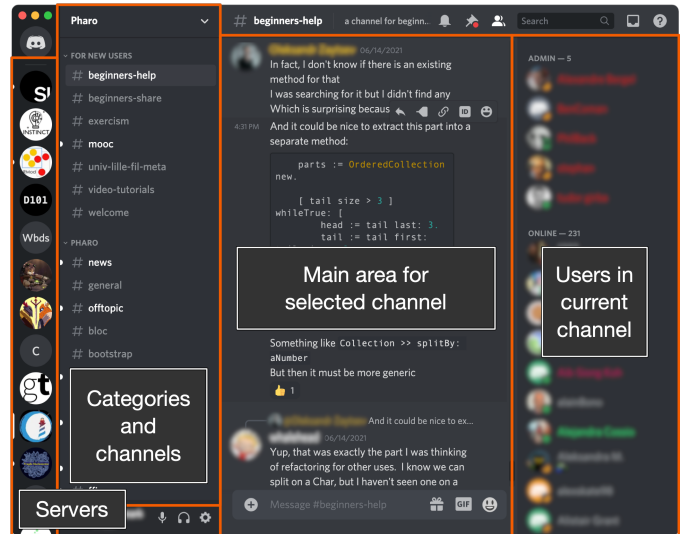 Pharo
# beginners-help
a channel for beginn...
Search
FOR NEW USERS
# beginners-help
# beginners-share
# exercism
# mooc
# univ-lille-fil-meta
# video-tutorials
# welcome
PHARO
# news
# general
# offtopic
# bloc
# bootstrap
INSTINCT
D101
Wbds
C
gt
Servers
Categories
and
channels
06/14/2021
In fact, I don't know if there is an existing
method for that
I was searching for it but I didn't find any
Which is surprising becaus
4:31 PM And it could be nice to extract this part into a
separate method:
parts := OrderedCollection
new.
[ tail size > 3 ]
whileTrue: [
head := tail last: 3.
tail := tail first:
Main area for
selected channel
Something like Collection >> splitBy:
aNumber
But then it must be more generic
1
And it could be nice to ex...
06/14/2021
Yup, that was exactly the part I was thinking
of refactoring for other uses. I know we can
split on a Char, but I haven't seen one on a
Message #beginners-help
GIF
ADMIN — 5
ONLINE — 231
Users in
current
channel